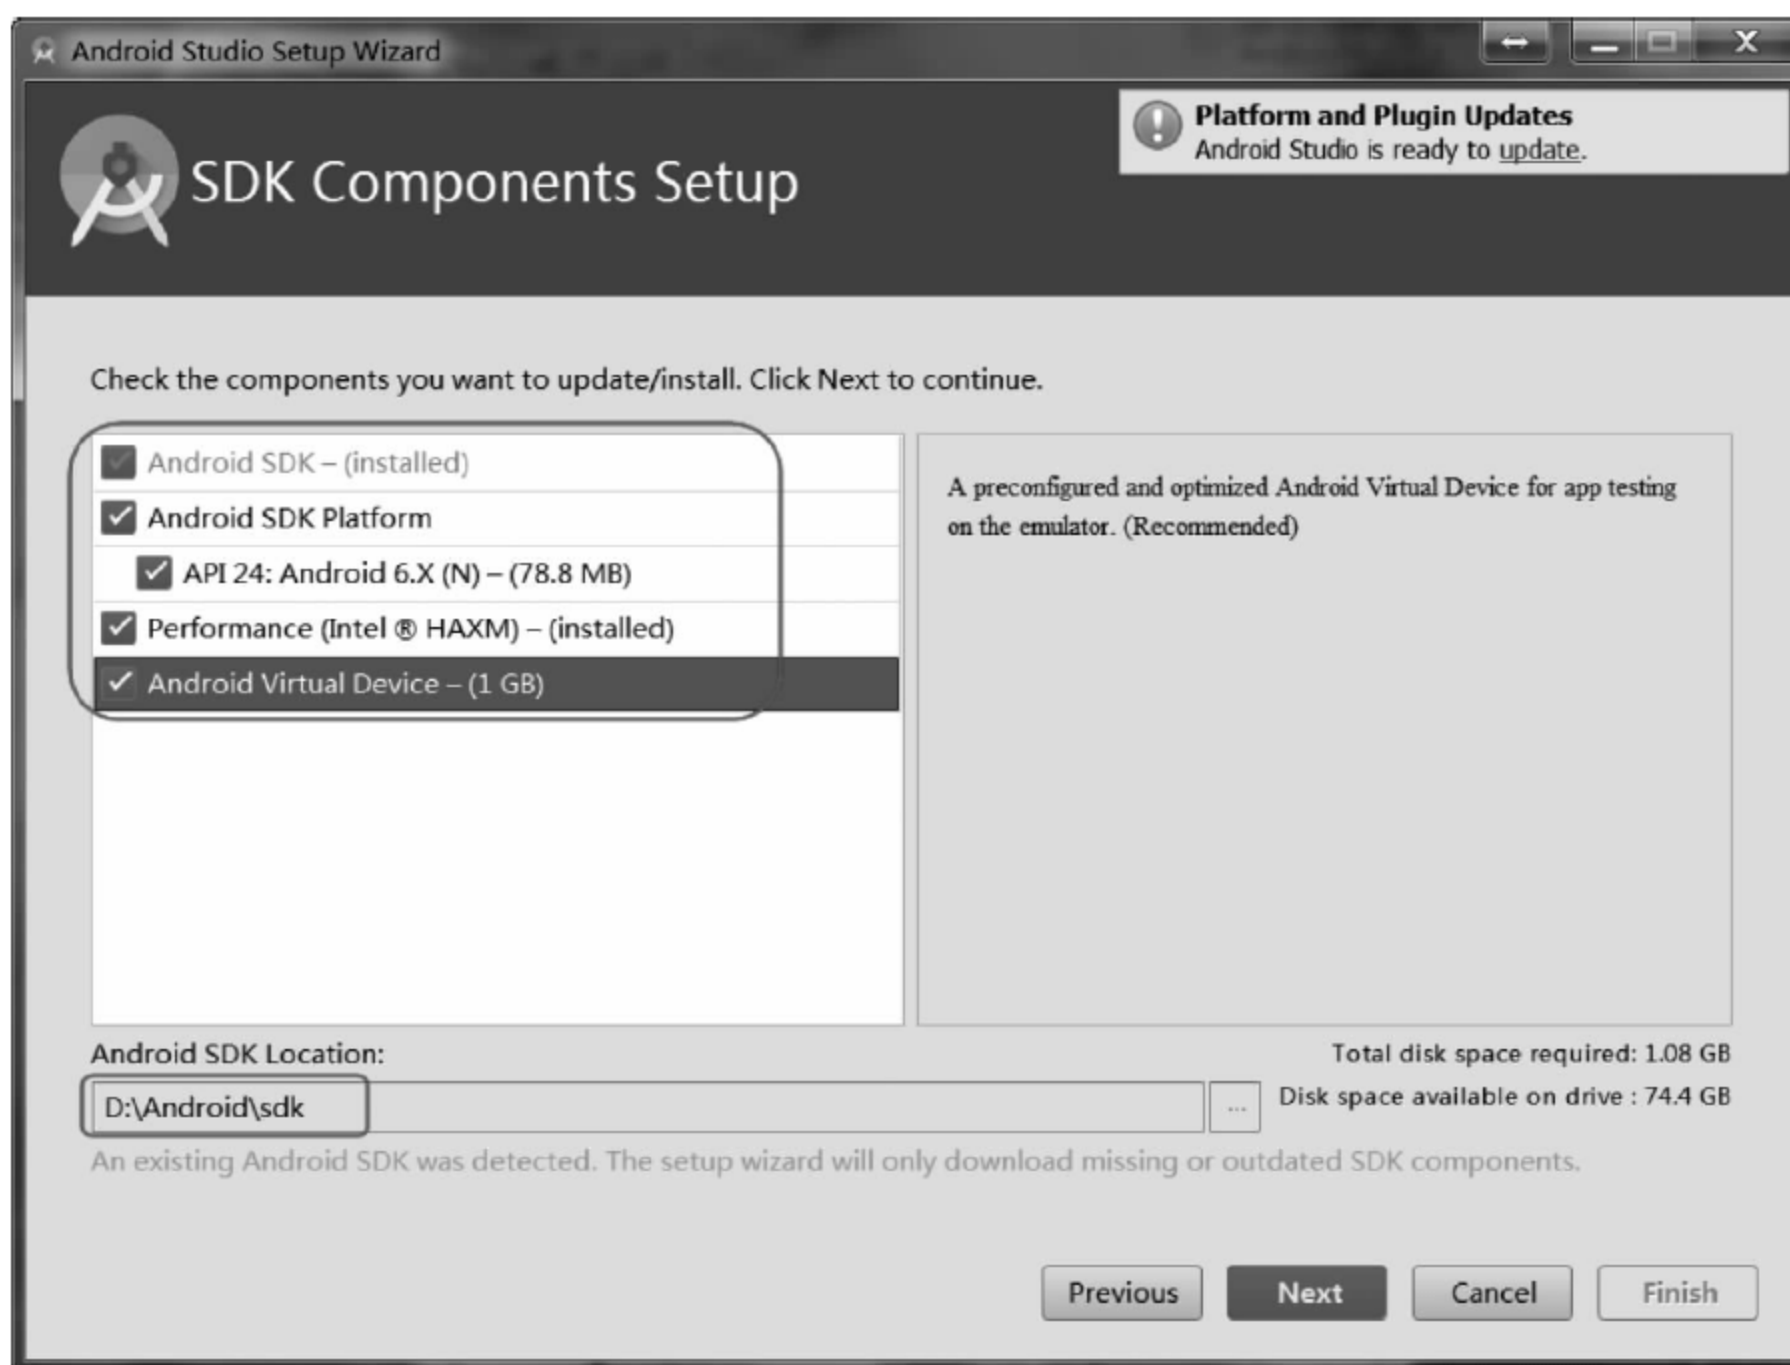 Android Studio Setup Wizard
Platform and Plugin Updates
Android Studio is ready to update.
SDK Components Setup
Check the components you want to update/install. Click Next to continue.
Android SDK – (installed)
Android SDK Platform
API 24: Android 6.X (N) – (78.8 MB)
Performance (Intel ® HAXM) – (installed)
Android Virtual Device – (1 GB)
A preconfigured and optimized Android Virtual Device for app testing
on the emulator. (Recommended)
Android SDK Location:
D:\Android\sdk
...
Total disk space required: 1.08 GB
Disk space available on drive : 74.4 GB
An existing Android SDK was detected. The setup wizard will only download missing or outdated SDK components.
Previous
Next
Cancel
Finish